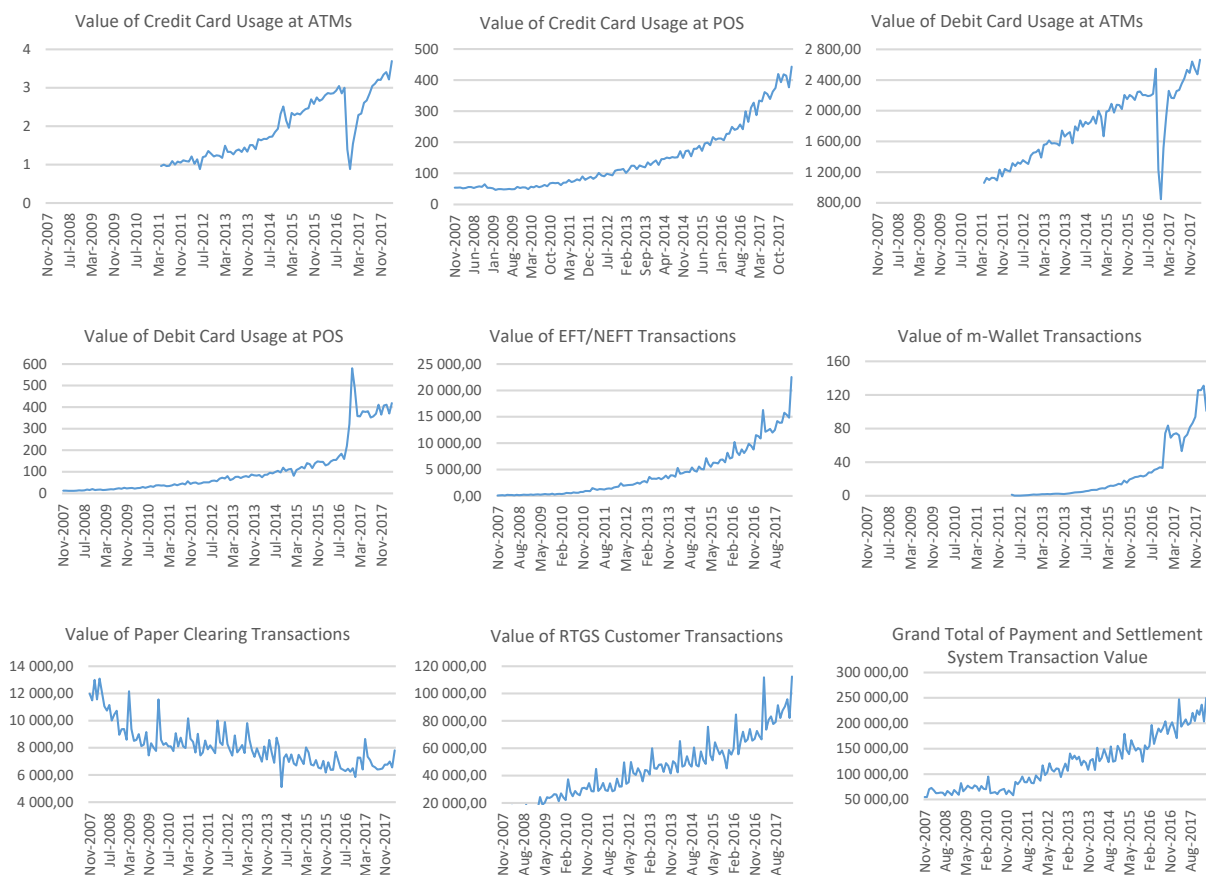 Value of Credit Card Usage at ATMs
4
3
2
1
0
Nov-2007
Jul-2008
Mar-2009
Nov-2009
Jul-2010
Mar-2011
Nov-2011
Jul-2012
Mar-2013
Nov-2013
Jul-2014
Mar-2015
Nov-2015
Jul-2016
Mar-2017
Nov-2017
Value of Credit Card Usage at POS
500
400
300
200
100
0
Nov-2007
Jun-2008
Jan-2009
Aug-2009
Mar-2010
Oct-2010
May-2011
Dec-2011
Jul-2012
Feb-2013
Sep-2013
Apr-2014
Nov-2014
Jun-2015
Jan-2016
Aug-2016
Mar-2017
Oct-2017
Value of Debit Card Usage at ATMs
2 800,00
2 400,00
2 000,00
1 600,00
1 200,00
800,00
Nov-2007
Jul-2008
Mar-2009
Nov-2009
Jul-2010
Mar-2011
Nov-2011
Jul-2012
Mar-2013
Nov-2013
Jul-2014
Mar-2015
Nov-2015
Jul-2016
Mar-2017
Nov-2017
Value of Debit Card Usage at POS
600
500
400
300
200
100
0
Nov-2007
Jul-2008
Mar-2009
Nov-2009
Jul-2010
Mar-2011
Nov-2011
Jul-2012
Mar-2013
Nov-2013
Jul-2014
Mar-2015
Nov-2015
Jul-2016
Mar-2017
Nov-2017
Value of EFT/NEFT Transactions
25 000,00
20 000,00
15 000,00
10 000,00
5 000,00
0,00
Nov-2007
Aug-2008
May-2009
Feb-2010
Nov-2010
Aug-2011
May-2012
Feb-2013
Nov-2013
Aug-2014
May-2015
Feb-2016
Nov-2016
Aug-2017
Value of m-Wallet Transactions
160
120
80
40
0
Nov-2007
Jul-2008
Mar-2009
Nov-2009
Jul-2010
Mar-2011
Nov-2011
Jul-2012
Mar-2013
Nov-2013
Jul-2014
Mar-2015
Nov-2015
Jul-2016
Mar-2017
Nov-2017
Value of Paper Clearing Transactions
14 000,00
12 000,00
10 000,00
8 000,00
6 000,00
4 000,00
Nov-2007
Jul-2008
Mar-2009
Nov-2009
Jul-2010
Mar-2011
Nov-2011
Jul-2012
Mar-2013
Nov-2013
Jul-2014
Mar-2015
Nov-2015
Jul-2016
Mar-2017
Nov-2017
Value of RTGS Customer Transactions
120 000,00
100 000,00
80 000,00
60 000,00
40 000,00
20 000,00
Nov-2007
Aug-2008
May-2009
Feb-2010
Nov-2010
Aug-2011
May-2012
Feb-2013
Nov-2013
Aug-2014
May-2015
Feb-2016
Nov-2016
Aug-2017
Grand Total of Payment and Settlement
System Transaction Value
300 000,00
250 000,00
200 000,00
150 000,00
100 000,00
50 000,00
Nov-2007
Aug-2008
May-2009
Feb-2010
Nov-2010
Aug-2011
May-2012
Feb-2013
Nov-2013
Aug-2014
May-2015
Feb-2016
Nov-2016
Aug-2017